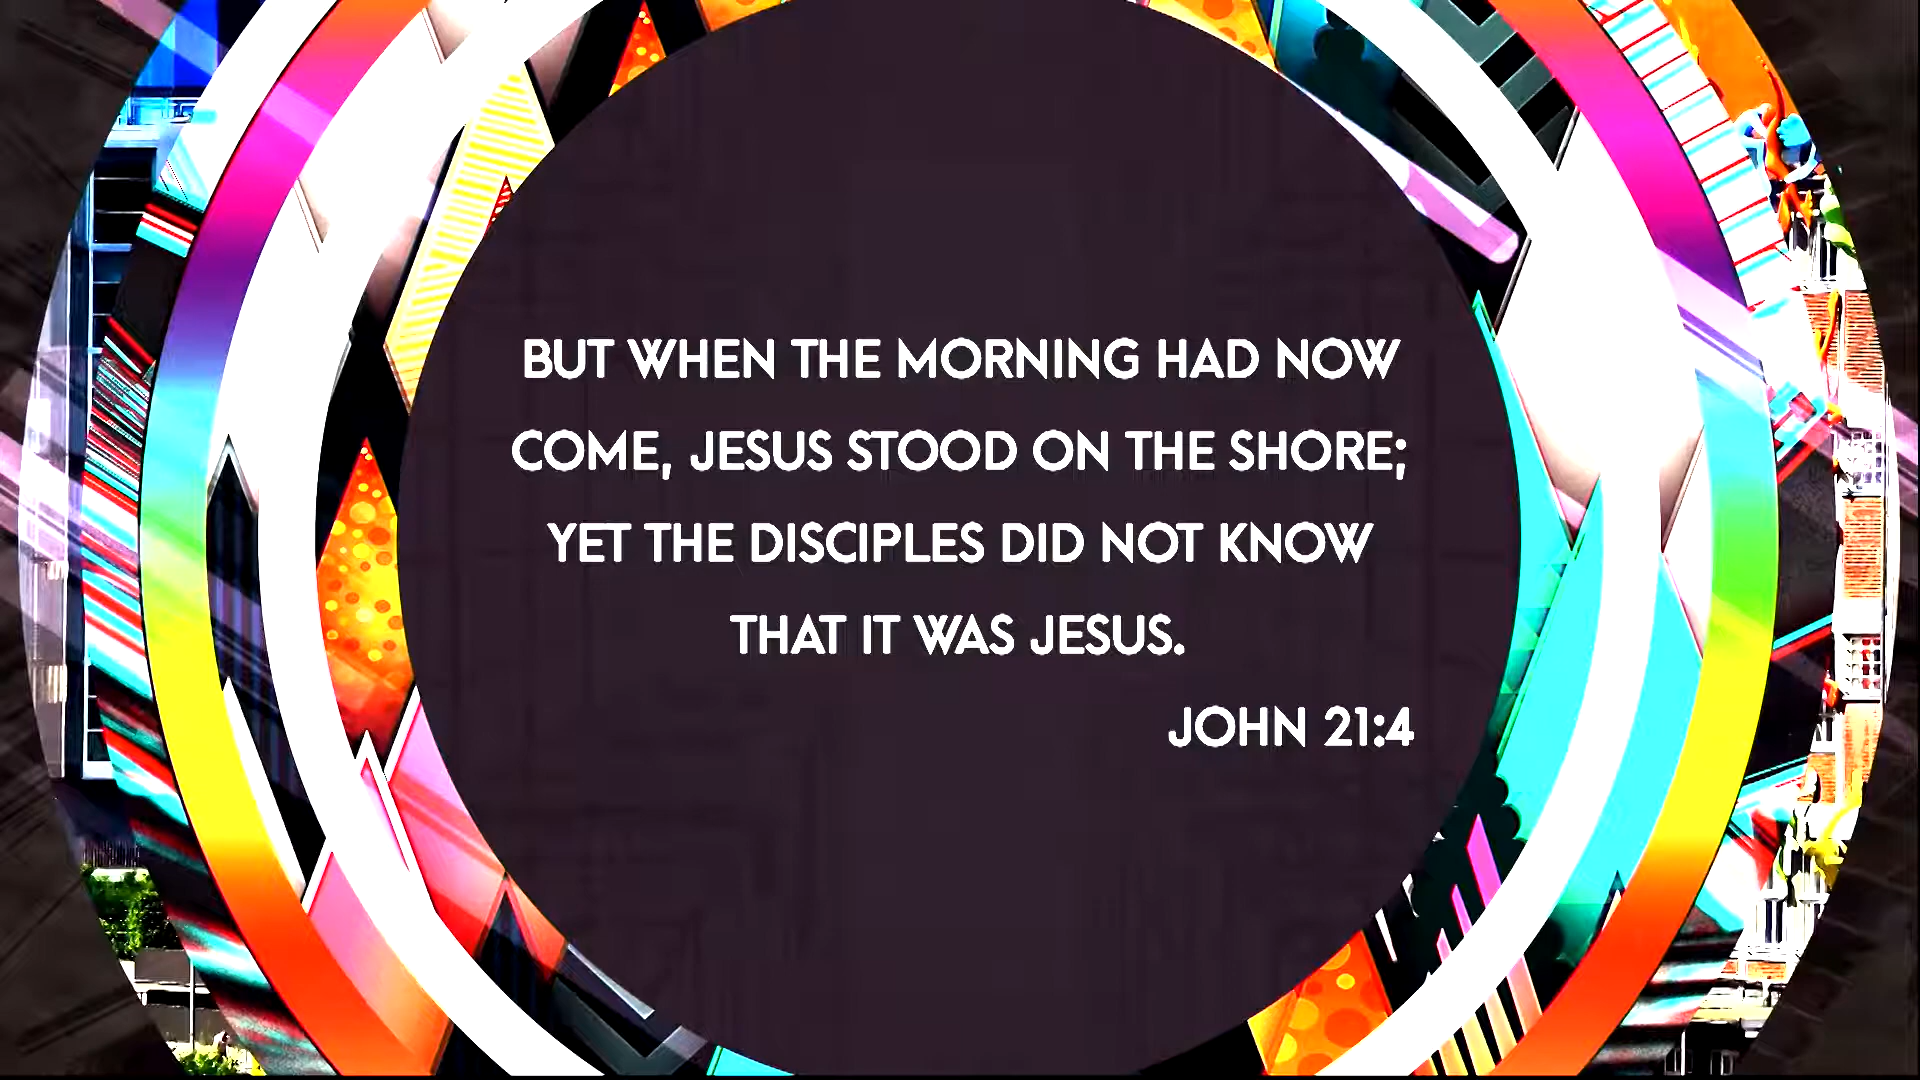 BUT WHEN THE MORNING HAD NOW
COME, JESUS STOOD ON THE SHORE;
YET THE DISCIPLES DID NOT KNOW
THAT IT WAS JESUS.
JOHN 21:4